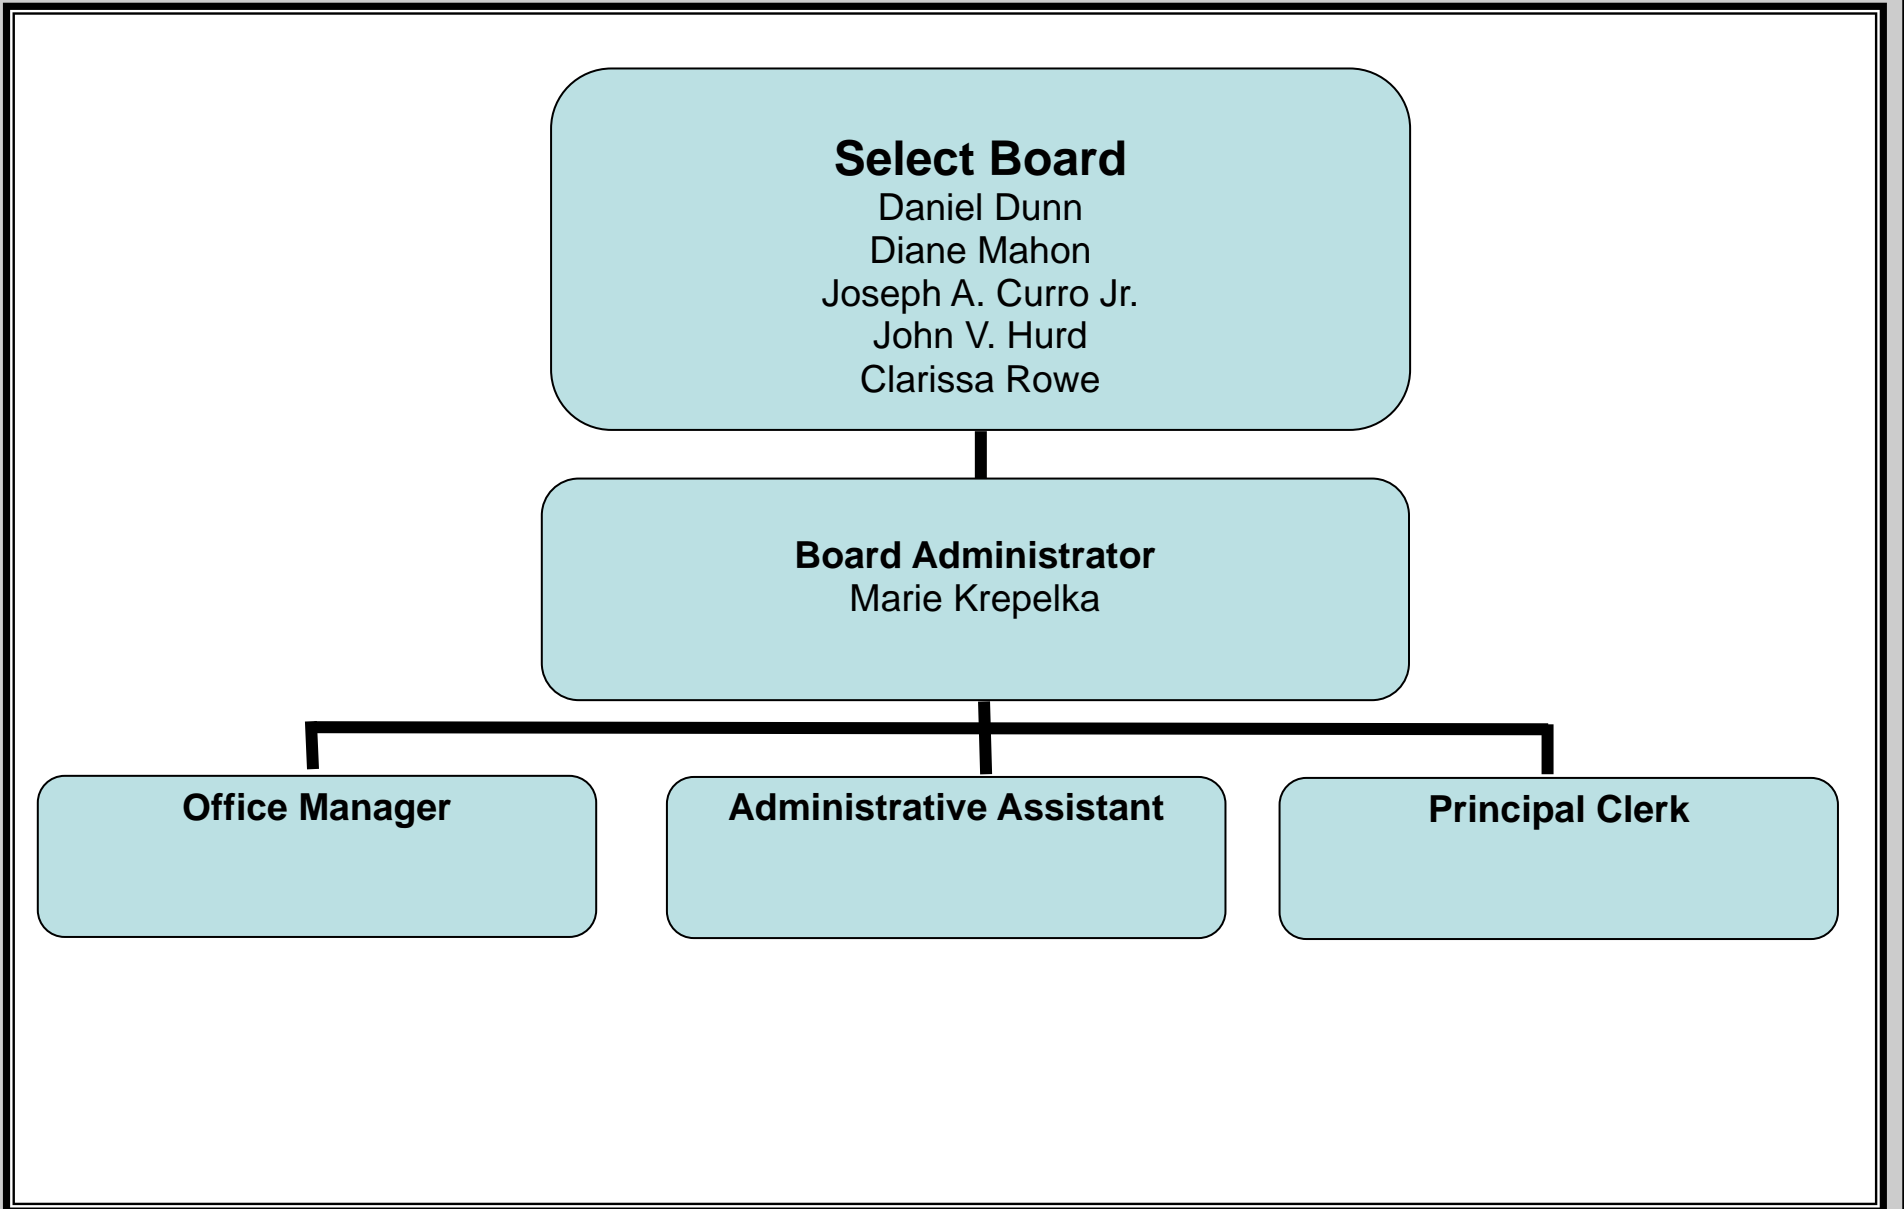 Select Board
Daniel Dunn
Diane Mahon
Joseph A. Curro Jr.
John V. Hurd
Clarissa Rowe
Board Administrator
Marie Krepelka
Office Manager
Administrative Assistant
Principal Clerk